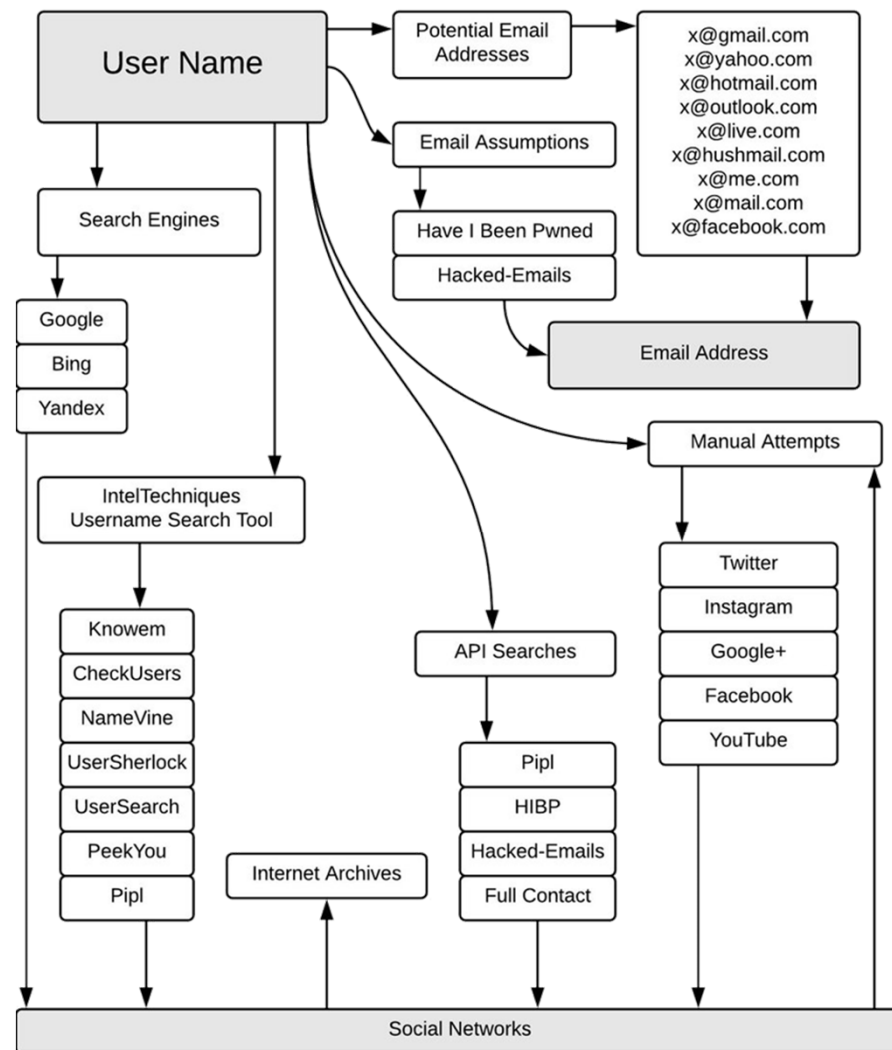 User Name
Potential Email
Addresses
x@gmail.com
x@yahoo.com
x@hotmail.com
x@outlook.com
x@live.com
x@hushmail.com
x@me.com
x@mail.com
x@facebook.com
Email Assumptions
Have I Been Pwned
Hacked-Emails
Email Address
Search Engines
Google
Bing
Yandex
IntelTechniques
Username Search Tool
Knowem
CheckUsers
NameVine
UserSherlock
UserSearch
PeekYou
Pipl
Internet Archives
API Searches
Pipl
HIBP
Hacked-Emails
Full Contact
Manual Attempts
Twitter
Instagram
Google+
Facebook
YouTube
Social Networks